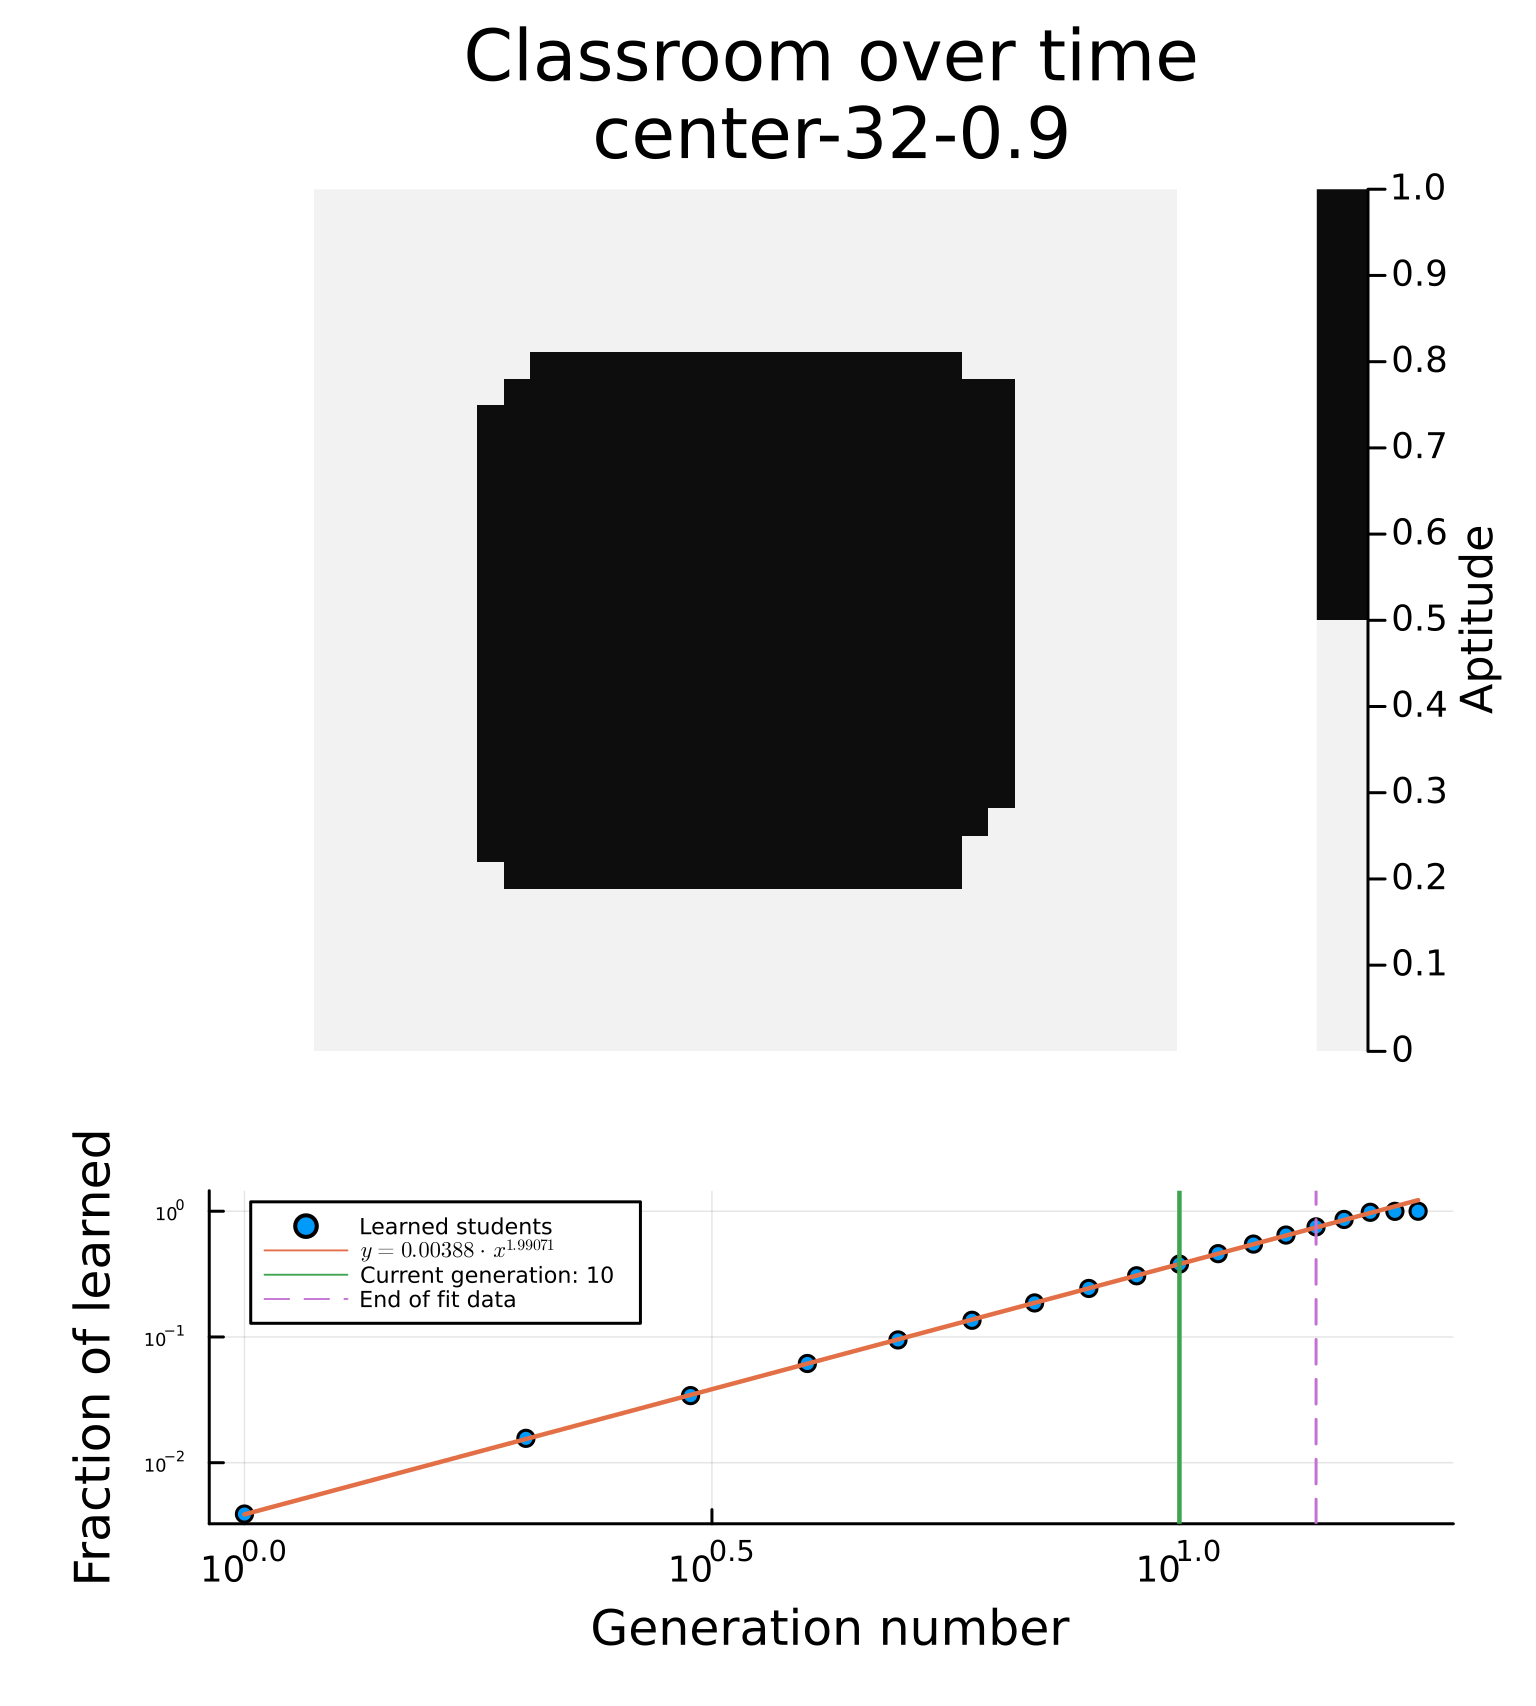 Classroom over time
center-32-0.9
1.0
0.9
0.8
0.7
0.6
0.5
0.4
0.3
0.2
0.1
0
Aptitude
Fraction of learned
10⁰
10⁻¹
10⁻²
Learned students
y = 0.00388 · x^1.99071
Current generation: 10
End of fit data
10^0.0
10^0.5
10^1.0
Generation number